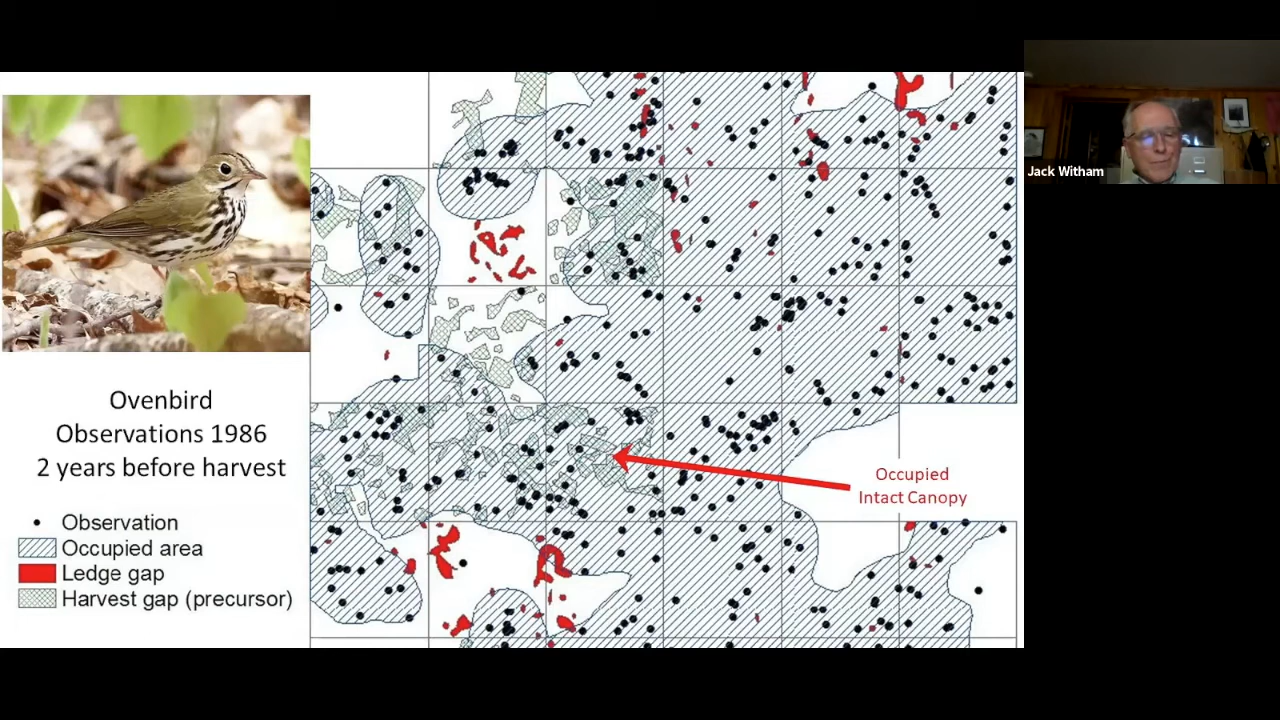 Ovenbird
Observations 1986
2 years before harvest
Observation
Occupied area
Ledge gap
Harvest gap (precursor)
Occupied
Intact Canopy
Jack Witham